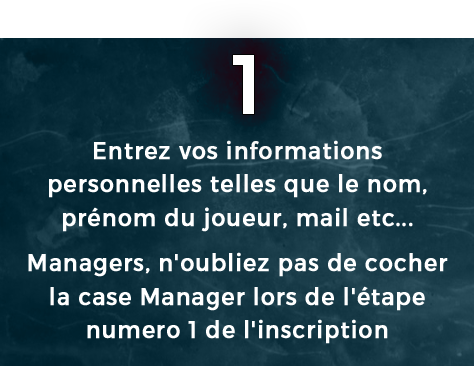 1
Entrez vos informations
personnelles telles que le nom,
prénom du joueur, mail etc...
Managers, n'oubliez pas de cocher
la case Manager lors de l'étape
numero 1 de l'inscription